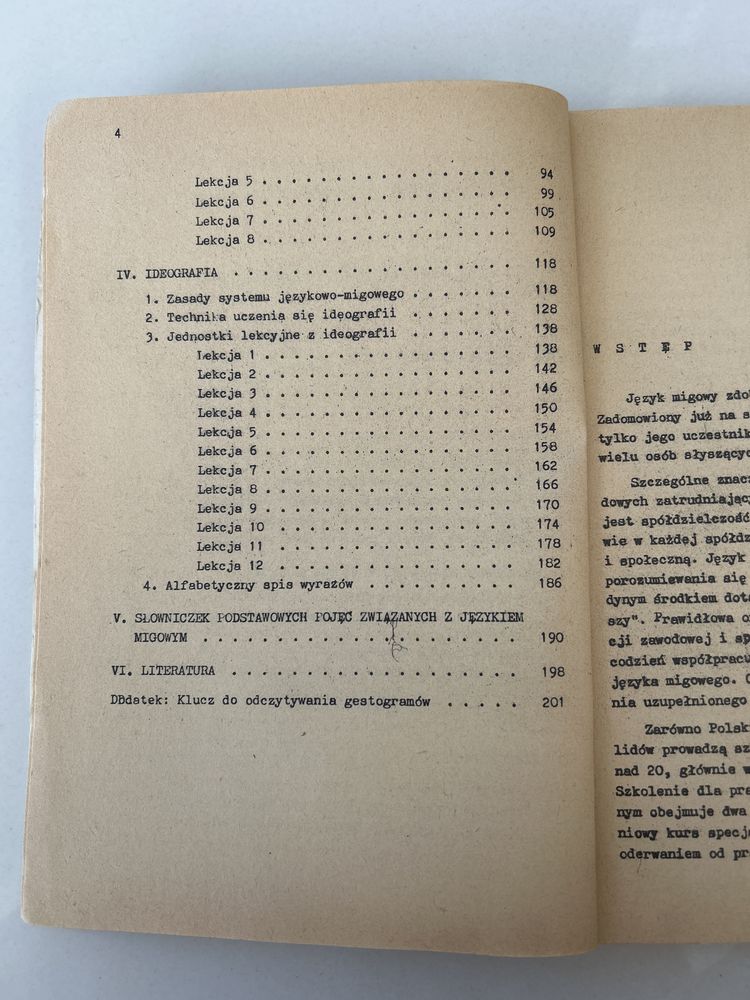 4
Lekcja 5 . . . . . . . . . . . . . . . . . 94
Lekcja 6 . . . . . . . . . . . . . . . . . 99
Lekcja 7 . . . . . . . . . . . . . . . . . 105
Lekcja 8 . . . . . . . . . . . . . . . . . 109
IV. IDEOGRAFIA . . . . . . . . . . . . . . . . . . . 118
1. Zasady systemu językowo-migowego . . . . . . . 118
2. Technika uczenia się ideografii . . . . . . . 128
3. Jednostki lekcyjne z ideografii . . . . . . . 138
Lekcja 1 . . . . . . . . . . . . . . . . . 138
Lekcja 2 . . . . . . . . . . . . . . . . . 142
Lekcja 3 . . . . . . . . . . . . . . . . . 146
Lekcja 4 . . . . . . . . . . . . . . . . . 150
Lekcja 5 . . . . . . . . . . . . . . . . . 154
Lekcja 6 . . . . . . . . . . . . . . . . . 158
Lekcja 7 . . . . . . . . . . . . . . . . . 162
Lekcja 8 . . . . . . . . . . . . . . . . . 166
Lekcja 9 . . . . . . . . . . . . . . . . . 170
Lekcja 10 . . . . . . . . . . . . . . . . 174
Lekcja 11 . . . . . . . . . . . . . . . . 178
Lekcja 12 . . . . . . . . . . . . . . . . 182
4. Alfabetyczny spis wyrazów . . . . . . . . . . 186
V. SŁOWNICZEK PODSTAWOWYCH POJĘĆ ZWIĄZANYCH Z JĘZYKIEM
MIGOWYM . . . . . . . . . . . . . . . . . . . . . 190
VI. LITERATURA . . . . . . . . . . . . . . . . . . . 198
DBdatek: Klucz do odczytywania gestogramów . . . . . 201
W S T Ę P
Język migowy zdo
Zadomowiony już na s
tylko jego uczestnik
wielu osób słyszącyc
Szczególne znac
dowych zatrudniając
jest spółdzielczość
wie w każdej spółdz
i społeczną. Język
porozumiewania się
dynym środkiem dot
szy". Prawidłowa o
cji zawodowej i sp
codzień współprac
języka migowego.
nia uzupełnionego
Zarówno Polsk
lidów prowadzą sz
nad 20, głównie w
Szkolenie dla pra
nym obejmuje dwa
niowy kurs specj
oderwaniem od pr